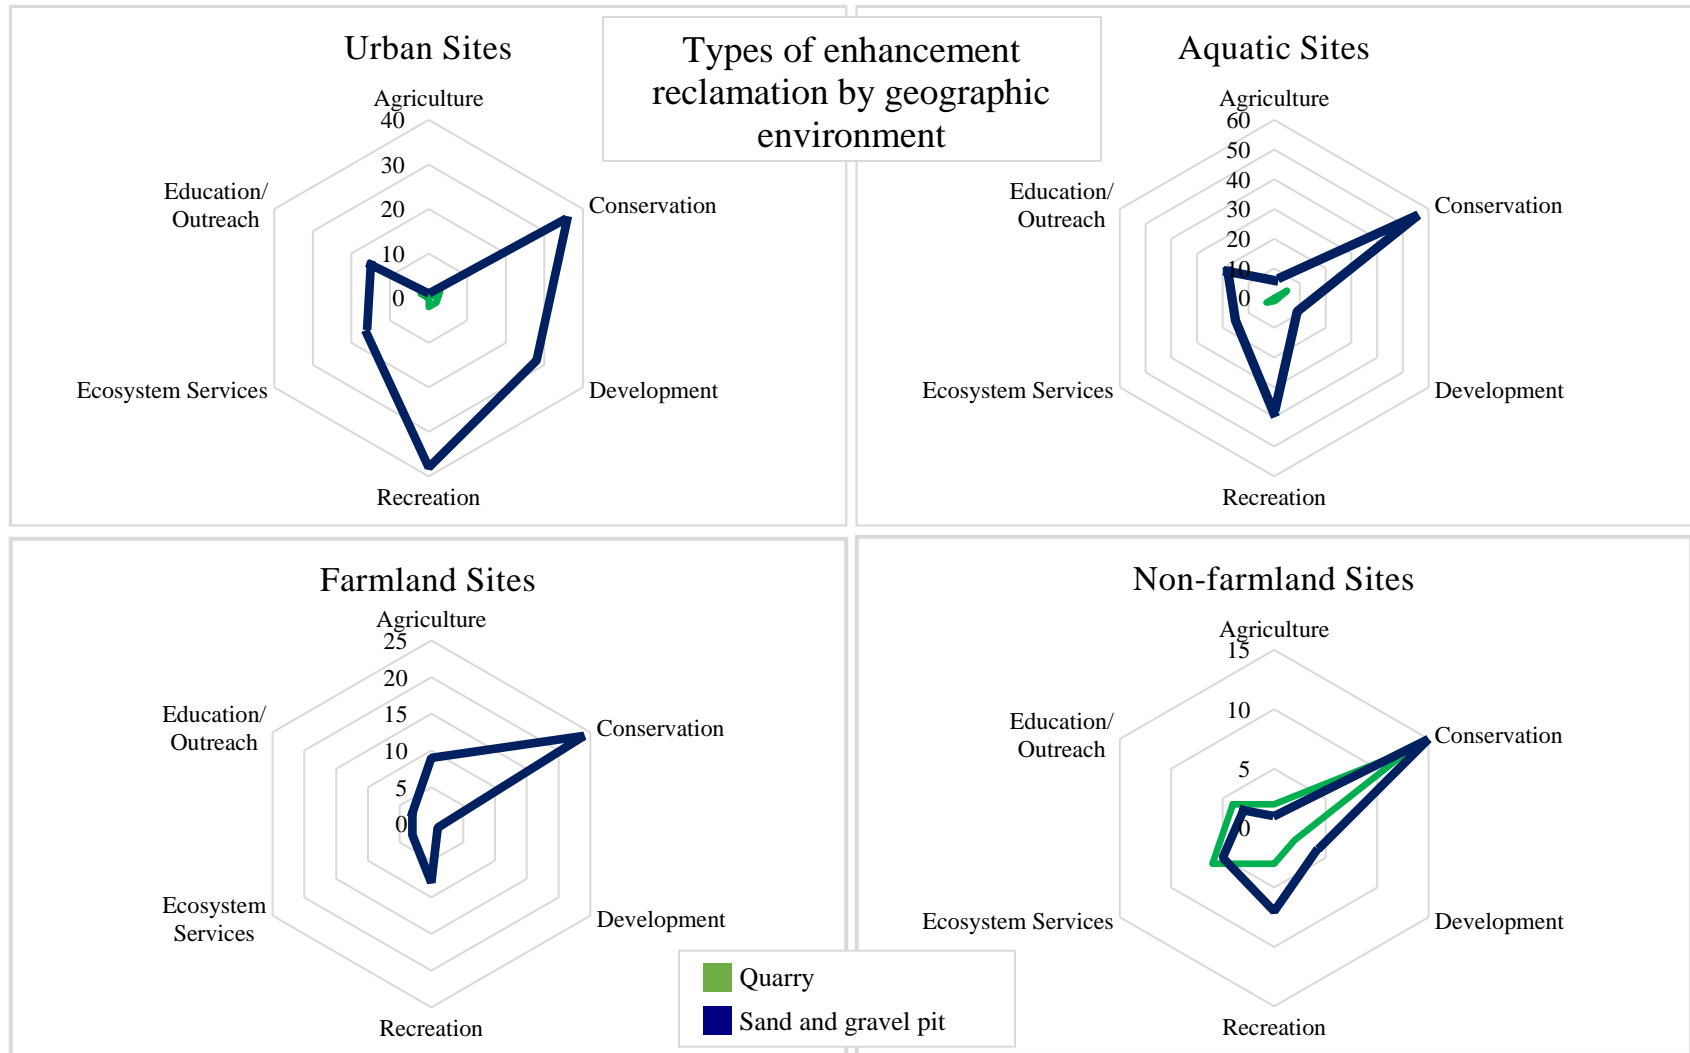 Types of enhancement
reclamation by geographic
environment
Urban Sites
Agriculture
40
30
20
10
0
Education/
Outreach
Conservation
Ecosystem Services
Development
Recreation
Aquatic Sites
Agriculture
60
50
40
30
20
10
0
Education/
Outreach
Conservation
Ecosystem Services
Development
Recreation
Farmland Sites
Agriculture
25
20
15
10
5
0
Education/
Outreach
Conservation
Ecosystem
Services
Development
Recreation
Non-farmland Sites
Agriculture
15
10
5
0
Education/
Outreach
Conservation
Ecosystem Services
Development
Recreation
Quarry
Sand and gravel pit